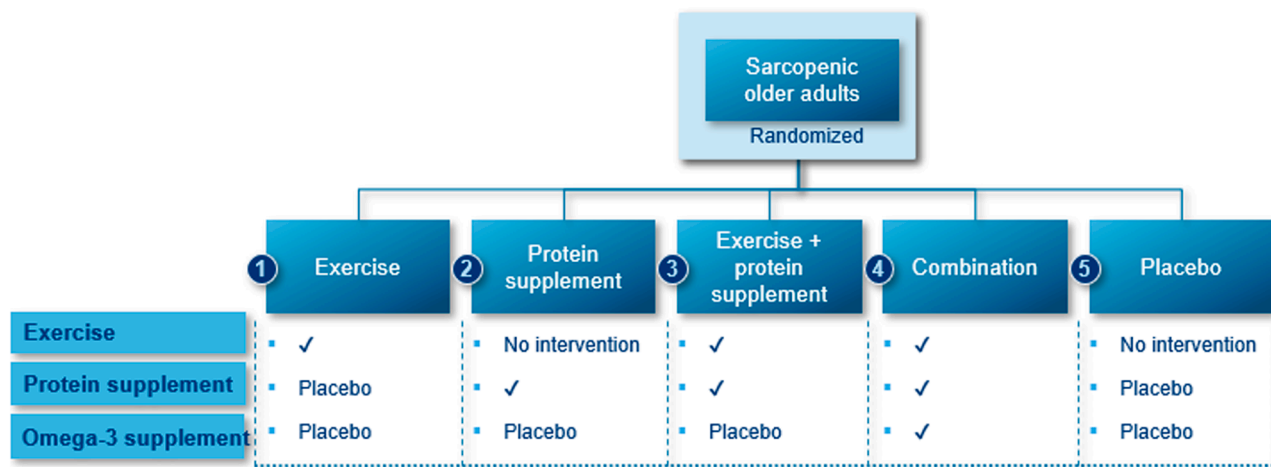 Sarcopenic
older adults
Randomized
1 Exercise
2 Protein
supplement
3 Exercise +
protein
supplement
4 Combination
5 Placebo
Exercise
▪ ✓
▪ No intervention
▪ ✓
▪ ✓
▪ No intervention
Protein supplement
▪ Placebo
▪ ✓
▪ ✓
▪ ✓
▪ Placebo
Omega-3 supplement
▪ Placebo
▪ Placebo
▪ Placebo
▪ ✓
▪ Placebo